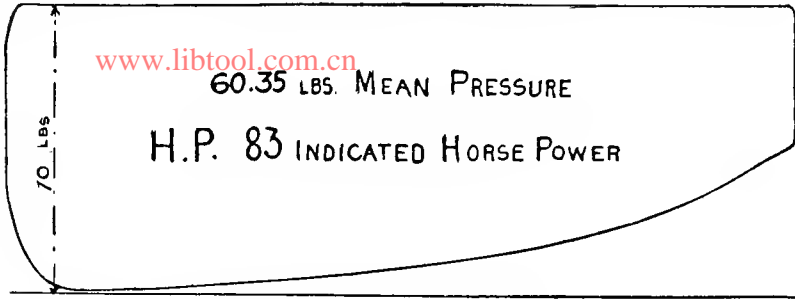 www.libtool.com.cn
60.35 LBS. MEAN PRESSURE
H.P. 83 INDICATED HORSE POWER
70 LBS